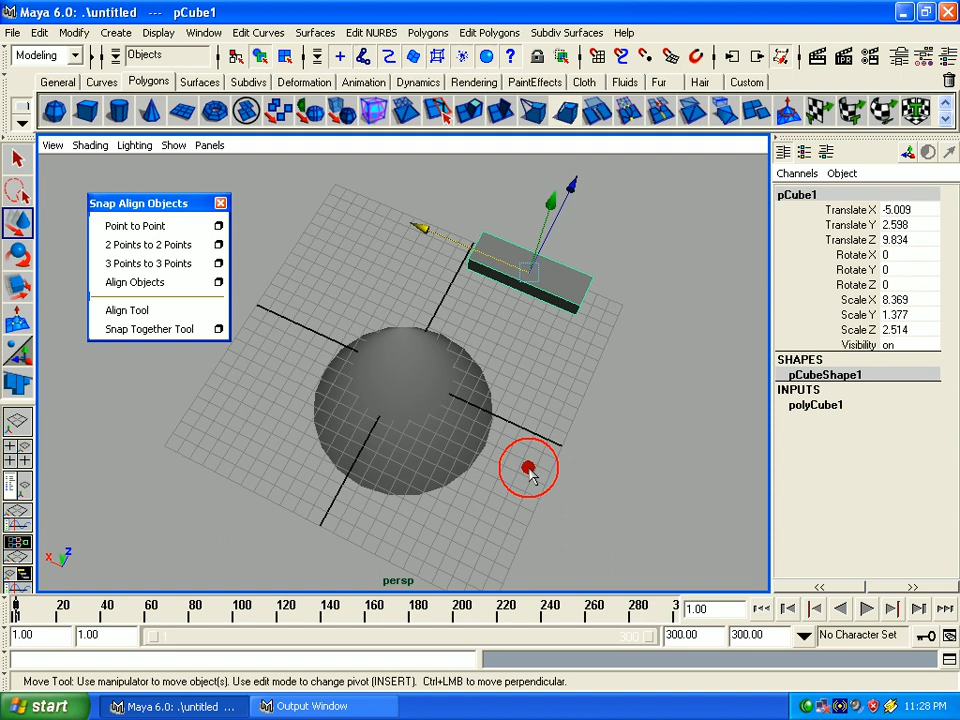 Maya 6.0: .\untitled --- pCube1
File Edit Modify Create Display Window Edit Curves Surfaces Edit NURBS Polygons Edit Polygons Subdiv Surfaces Help
Modeling Objects
General Curves Polygons Surfaces Subdivs Deformation Animation Dynamics Rendering PaintEffects Cloth Fluids Fur Hair Custom
View Shading Lighting Show Panels
Channels Object
pCube1
Translate X -5.009
Translate Y 2.598
Translate Z 9.834
Rotate X 0
Rotate Y 0
Rotate Z 0
Scale X 8.369
Scale Y 1.377
Scale Z 2.514
Visibility on
SHAPES
pCubeShape1
INPUTS
polyCube1
Snap Align Objects
Point to Point
2 Points to 2 Points
3 Points to 3 Points
Align Objects
Align Tool
Snap Together Tool
x z
persp
<< >>
20 40 60 80 100 120 140 160 180 200 220 240 260 280 3
1.00
1.00 1.00 1 300 300.00 300.00 No Character Set
Move Tool: Use manipulator to move object(s). Use edit mode to change pivot (INSERT). Ctrl+LMB to move perpendicular.
start Maya 6.0: .\untitled ... Output Window 11:28 PM